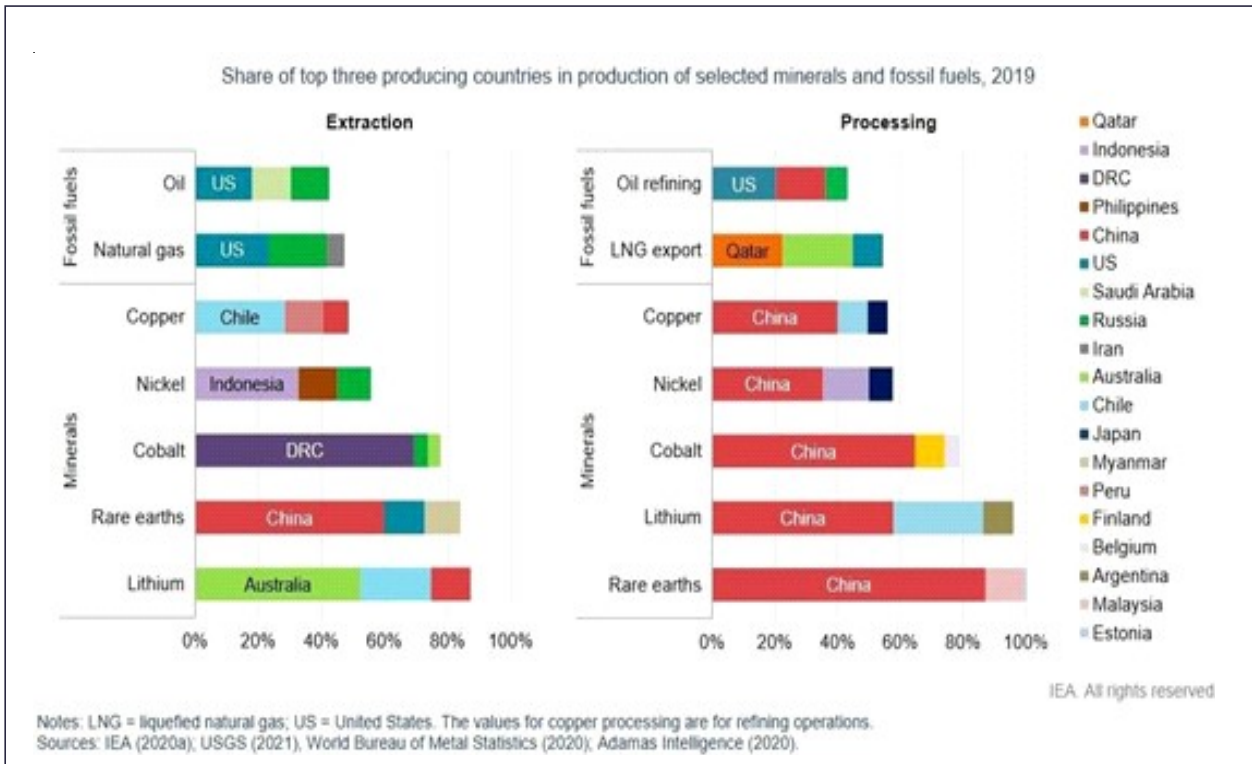 Share of top three producing countries in production of selected minerals and fossil fuels, 2019
Extraction
Fossil fuels
Oil
US
Natural gas
US
Minerals
Copper
Chile
Nickel
Indonesia
Cobalt
DRC
Rare earths
China
Lithium
Australia
0% 20% 40% 60% 80% 100%
Processing
Fossil fuels
Oil refining
US
LNG export
Qatar
Minerals
Copper
China
Nickel
China
Cobalt
China
Lithium
China
Rare earths
China
0% 20% 40% 60% 80% 100%
Qatar
Indonesia
DRC
Philippines
China
US
Saudi Arabia
Russia
Iran
Australia
Chile
Japan
Myanmar
Peru
Finland
Belgium
Argentina
Malaysia
Estonia
IEA. All rights reserved
Notes: LNG = liquefied natural gas; US = United States. The values for copper processing are for refining operations.
Sources: IEA (2020a); USGS (2021), World Bureau of Metal Statistics (2020); Adamas Intelligence (2020).